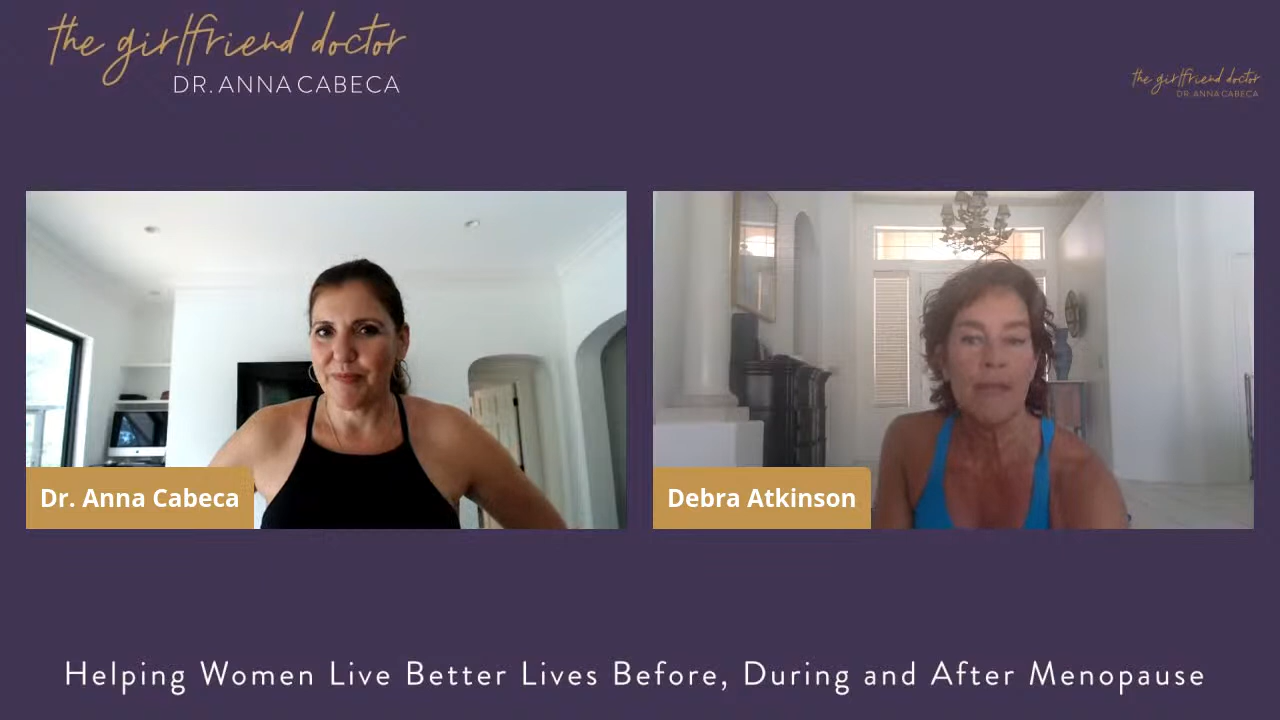 the girlfriend doctor
DR. ANNA CABECA
the girlfriend doctor
DR. ANNA CABECA
Dr. Anna Cabeca
Debra Atkinson
Helping Women Live Better Lives Before, During and After Menopause